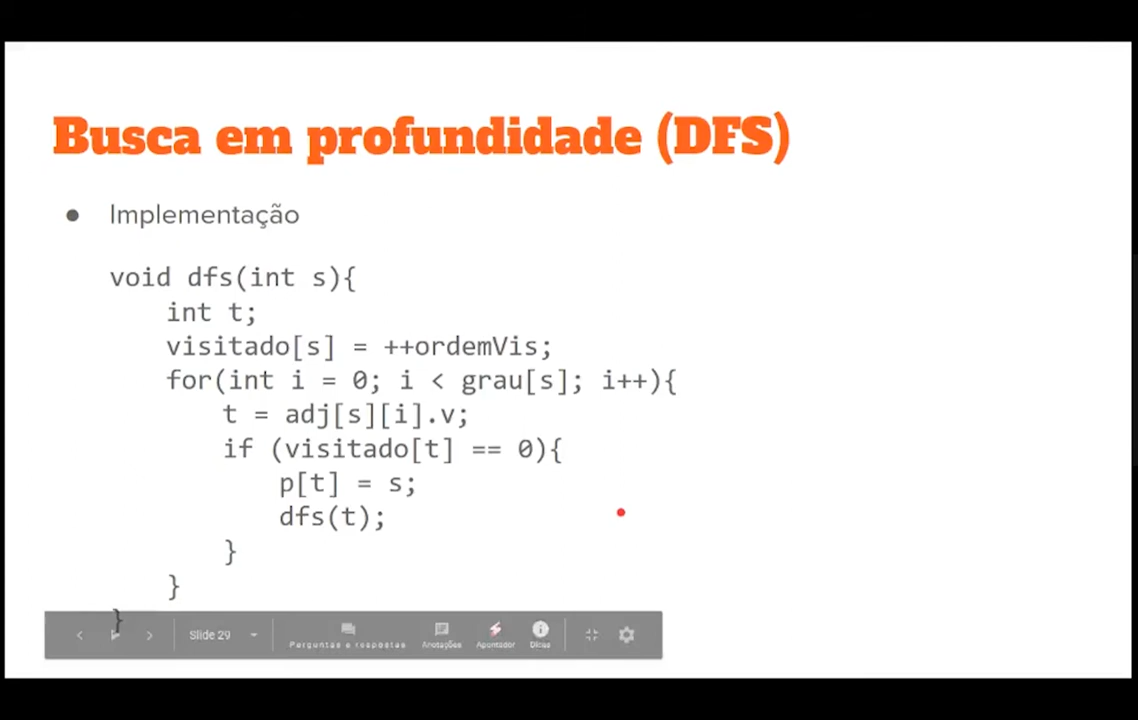 Busca em profundidade (DFS)
● Implementação
void dfs(int s){
int t;
visitado[s] = ++ordemVis;
for(int i = 0; i < grau[s]; i++){
t = adj[s][i].v;
if (visitado[t] == 0){
p[t] = s;
dfs(t);
}
}
}
Slide 29
Perguntas e respostas
Anotações
Apontador
Dicas